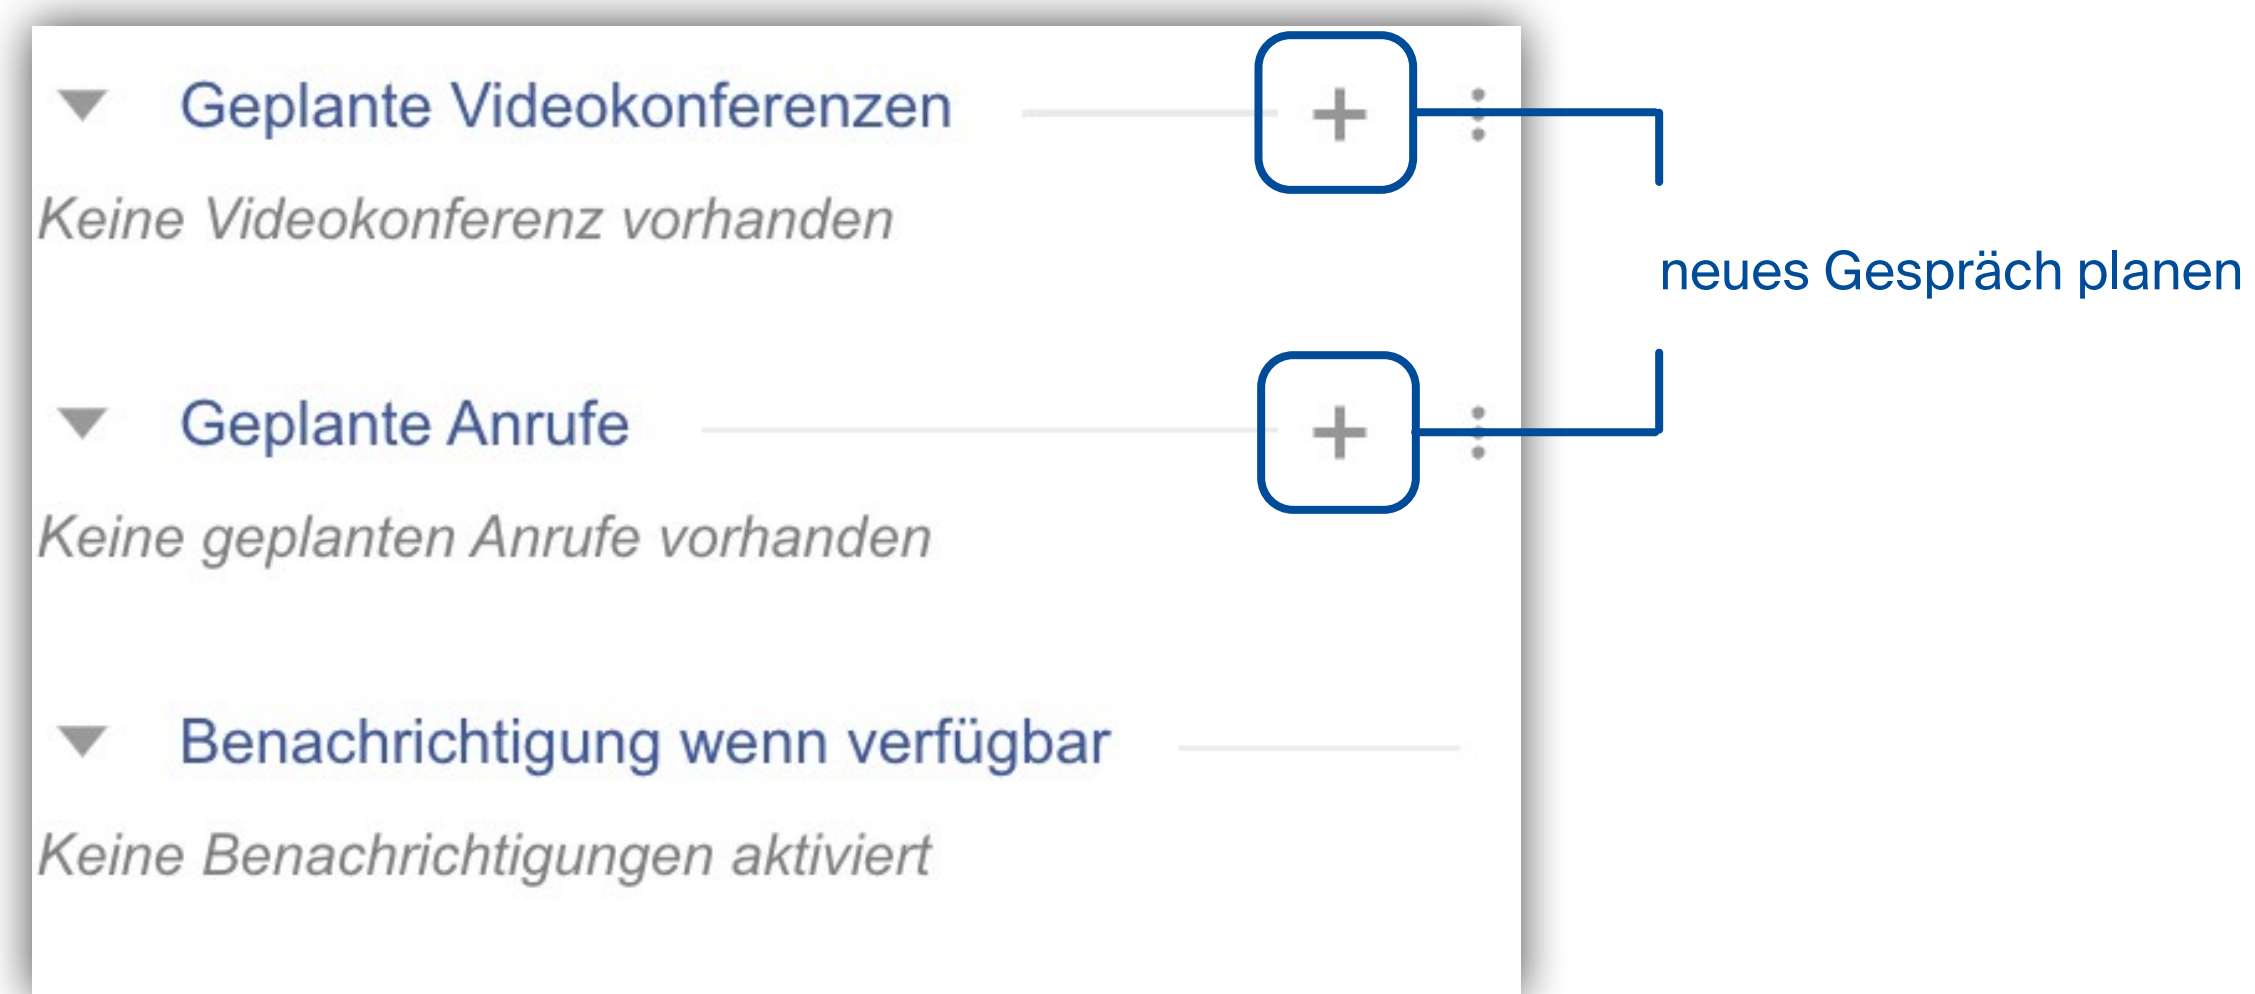 Geplante Videokonferenzen
Keine Videokonferenz vorhanden
neues Gespräch planen
Geplante Anrufe
Keine geplanten Anrufe vorhanden
Benachrichtigung wenn verfügbar
Keine Benachrichtigungen aktiviert